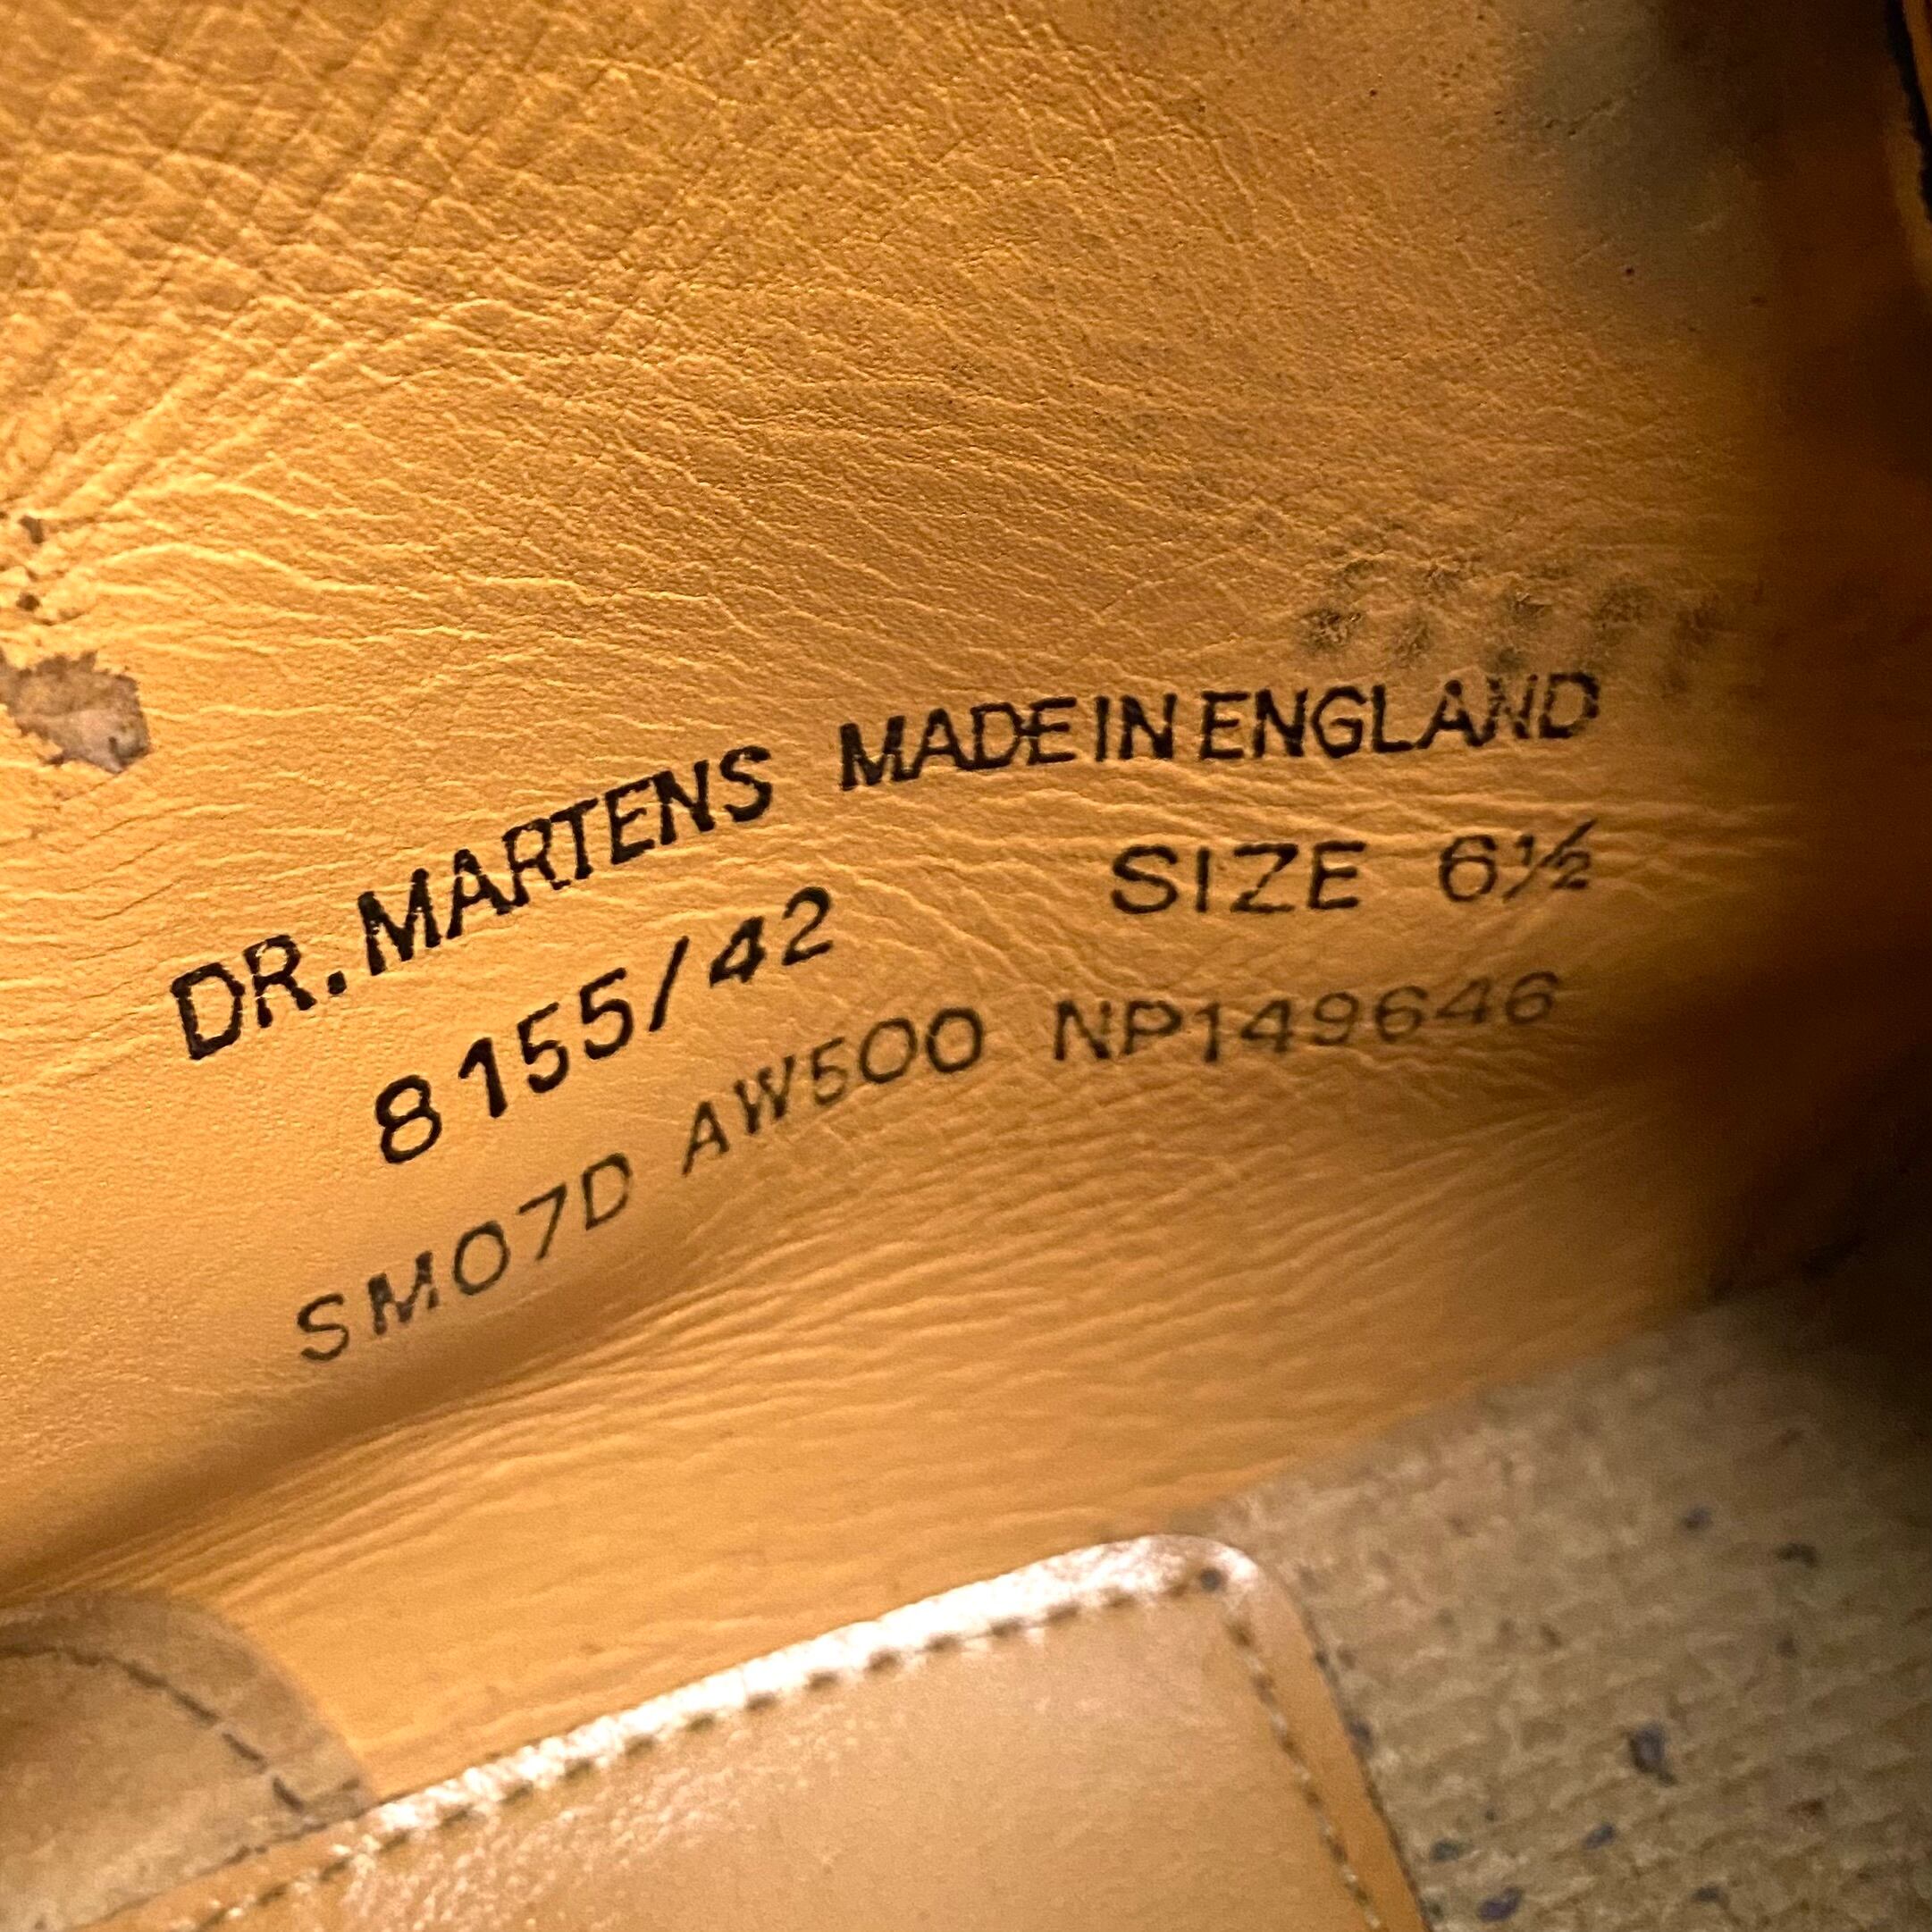 DR. MARTENS MADE IN ENGLAND
8155/42 SIZE 6½
SM07D AW500 NP149646